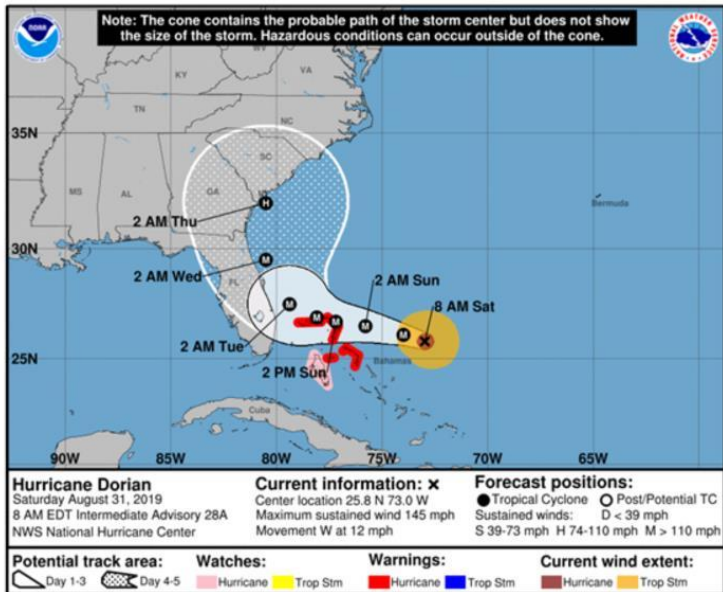 Note: The cone contains the probable path of the storm center but does not show
the size of the storm. Hazardous conditions can occur outside of the cone.
NOAA
KY
VA
TN
NC
35N
SC
MS
AL
GA
Bermuda
2 AM Thu
H
30N
2 AM Wed
M
FL
2 AM Sun
8 AM Sat
M
M
M
M
M
2 AM Tue
25N
2 PM Sun
Bahamas
Cuba
90W
85W
80W
75W
70W
65W
Hurricane Dorian
Saturday August 31, 2019
8 AM EDT Intermediate Advisory 28A
NWS National Hurricane Center
Current information: ×
Center location 25.8 N 73.0 W
Maximum sustained wind 145 mph
Movement W at 12 mph
Forecast positions:
Tropical Cyclone Post/Potential TC
Sustained winds: D < 39 mph
S 39-73 mph H 74-110 mph M > 110 mph
Potential track area:
Day 1-3 Day 4-5
Watches:
Hurricane Trop Stm
Warnings:
Hurricane Trop Stm
Current wind extent:
Hurricane Trop Stm